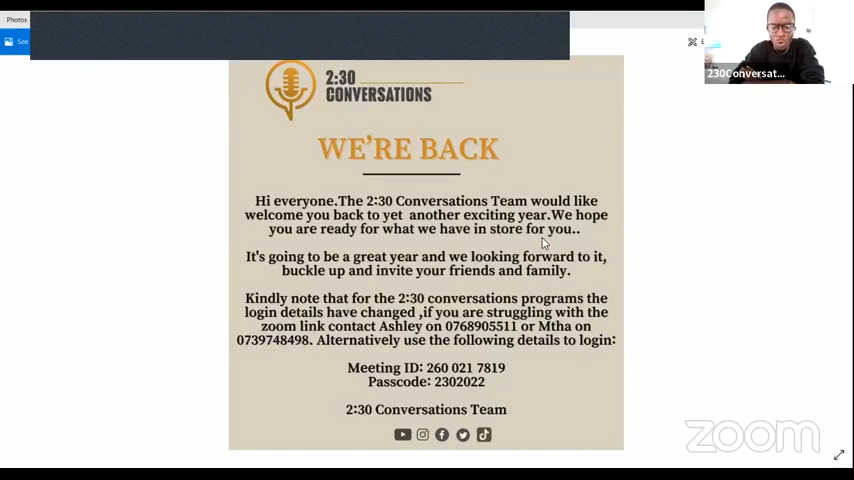 Photos
See
230Conversat...
2:30
CONVERSATIONS
WE'RE BACK
Hi everyone.The 2:30 Conversations Team would like
welcome you back to yet another exciting year.We hope
you are ready for what we have in store for you..
It's going to be a great year and we looking forward to it,
buckle up and invite your friends and family.
Kindly note that for the 2:30 conversations programs the
login details have changed ,if you are struggling with the
zoom link contact Ashley on 0768905511 or Mtha on
0739748498. Alternatively use the following details to login:
Meeting ID: 260 021 7819
Passcode: 2302022
2:30 Conversations Team
zoom